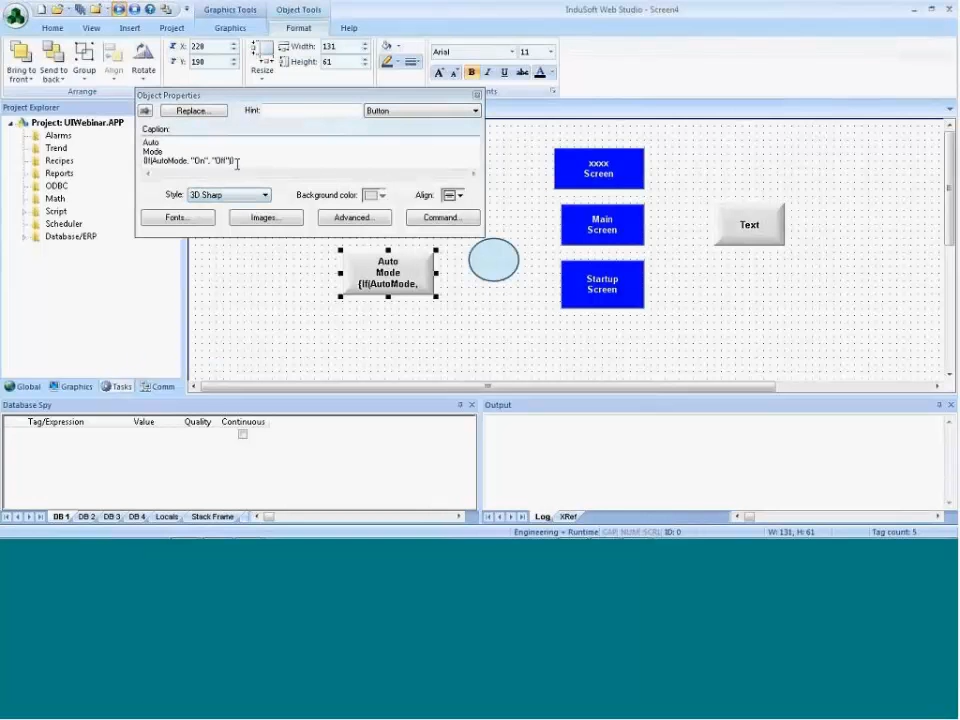 Graphics Tools Object Tools InduSoft Web Studio - Screen4
Home View Insert Project Graphics Format Help
X: 220 Width: 131 Arial 11
Y: 190 Height: 61
Bring to front Send to back Group Align Rotate Resize
B I U abc A
Arrange
Project Explorer
Project: UIWebinar.APP
Alarms
Trend
Recipes
Reports
ODBC
Math
Script
Scheduler
Database/ERP
Global Graphics Tasks Comm
Object Properties
Replace... Hint: Button
Caption:
Auto
Mode
{If(AutoMode, "On", "Off")}
Style: 3D Sharp Background color: Align:
Fonts... Images... Advanced... Command...
Auto
Mode
{If(AutoMode,
xxxx
Screen
Main
Screen
Startup
Screen
Text
Database Spy
Tag/Expression Value Quality Continuous
DB 1 DB 2 DB 3 DB 4 Locals Stack Frame
Output
Log XRef
Engineering + Runtime CAP NUM SCRL ID: 0 W: 131, H: 61 Tag count: 5